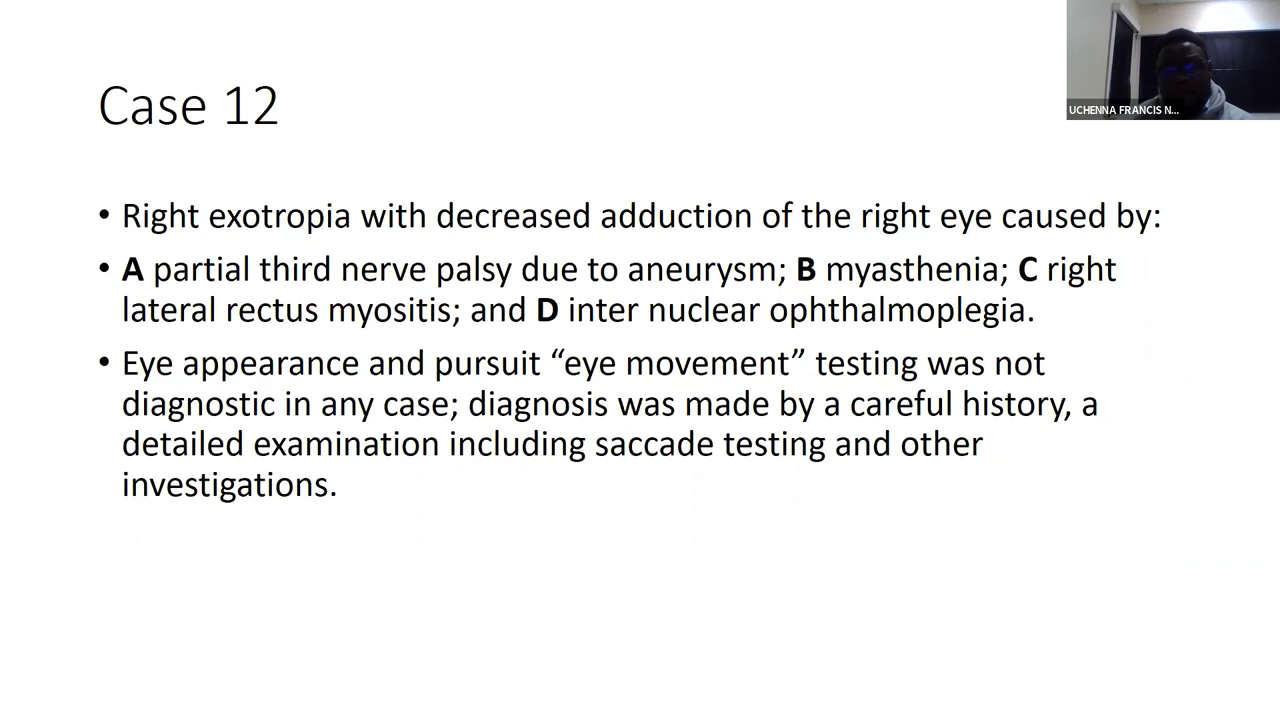 UCHENNA FRANCIS N...
Case 12
• Right exotropia with decreased adduction of the right eye caused by:
• A partial third nerve palsy due to aneurysm; B myasthenia; C right
lateral rectus myositis; and D inter nuclear ophthalmoplegia.
• Eye appearance and pursuit “eye movement” testing was not
diagnostic in any case; diagnosis was made by a careful history, a
detailed examination including saccade testing and other
investigations.